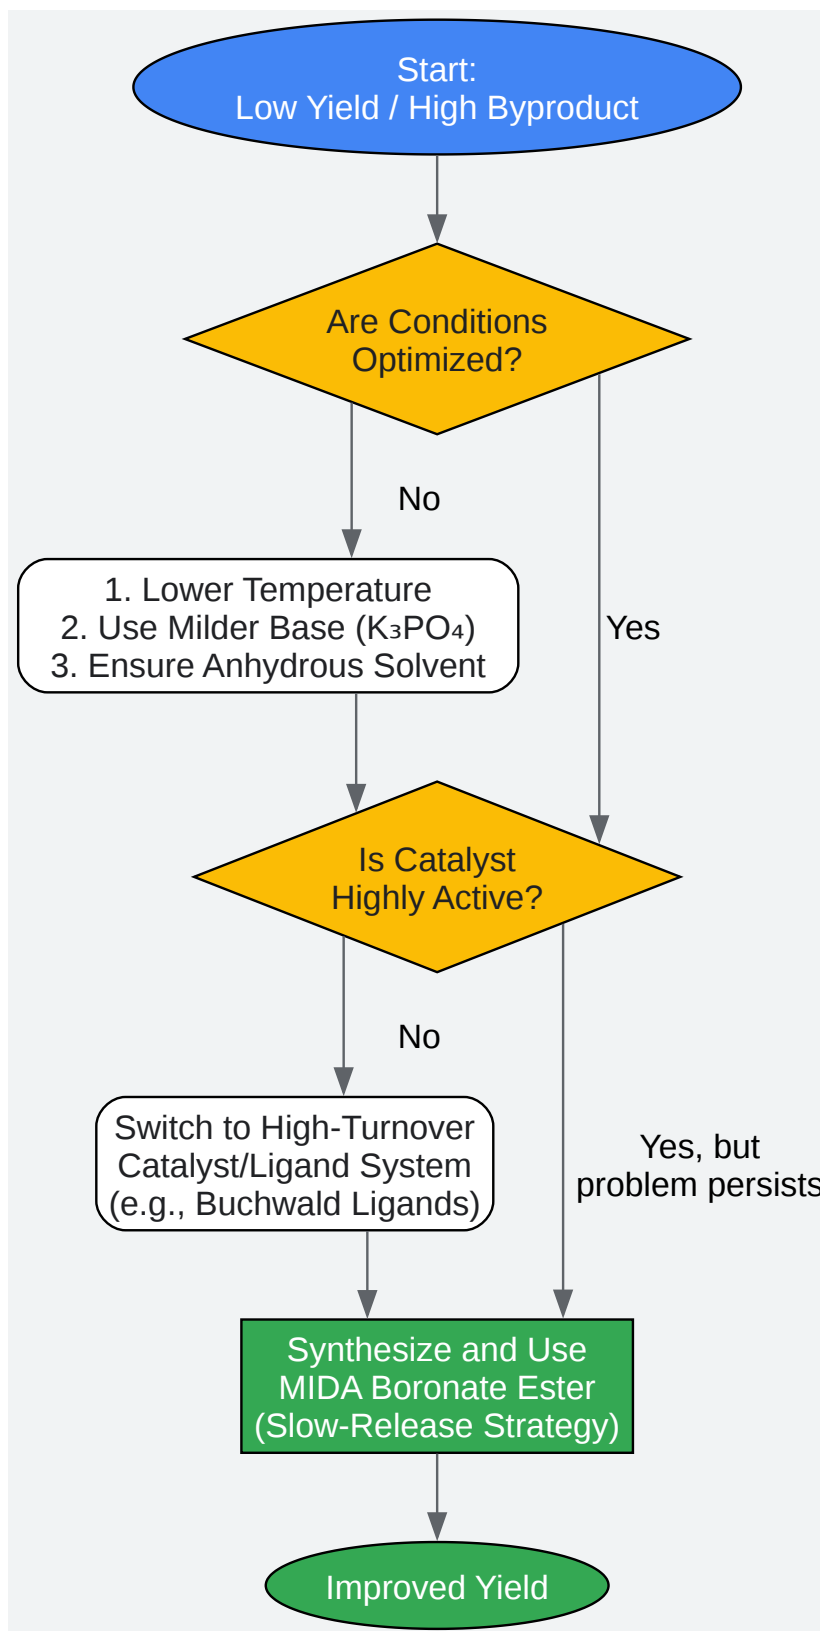 Start:
Low Yield / High Byproduct
Are Conditions
Optimized?
No
1. Lower Temperature
2. Use Milder Base (K₃PO₄)
3. Ensure Anhydrous Solvent
Yes
Is Catalyst
Highly Active?
No
Switch to High-Turnover
Catalyst/Ligand System
(e.g., Buchwald Ligands)
Yes, but
problem persists
Synthesize and Use
MIDA Boronate Ester
(Slow-Release Strategy)
Improved Yield